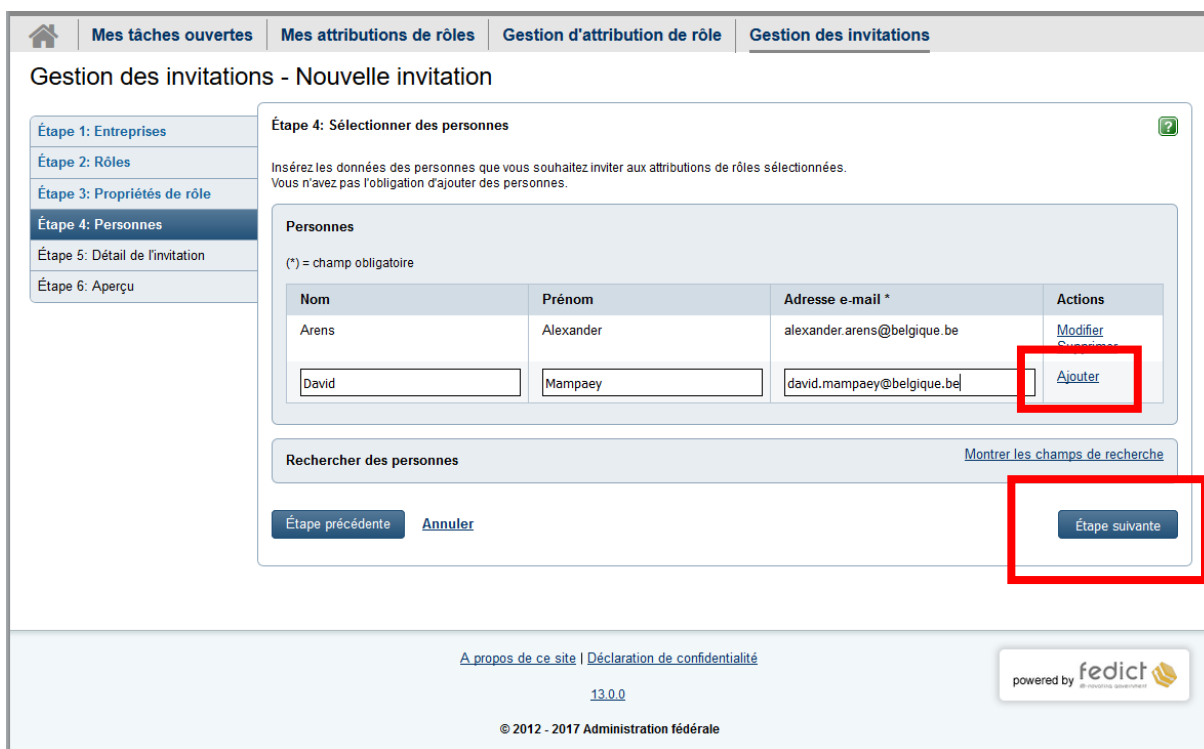 Mes tâches ouvertes
Mes attributions de rôles
Gestion d'attribution de rôle
Gestion des invitations
Gestion des invitations - Nouvelle invitation
Étape 1: Entreprises
Étape 2: Rôles
Étape 3: Propriétés de rôle
Étape 4: Personnes
Étape 5: Détail de l'invitation
Étape 6: Aperçu
Étape 4: Sélectionner des personnes
?
Insérez les données des personnes que vous souhaitez inviter aux attributions de rôles sélectionnées.
Vous n'avez pas l'obligation d'ajouter des personnes.
Personnes
(*) = champ obligatoire
Nom Prénom Adresse e-mail * Actions
Arens Alexander alexander.arens@belgique.be Modifier
Supprimer
David Mampaey david.mampaey@belgique.be Ajouter
Rechercher des personnes
Montrer les champs de recherche
Étape précédente Annuler Étape suivante
A propos de ce site | Déclaration de confidentialité
13.0.0
© 2012 - 2017 Administration fédérale
powered by fedict